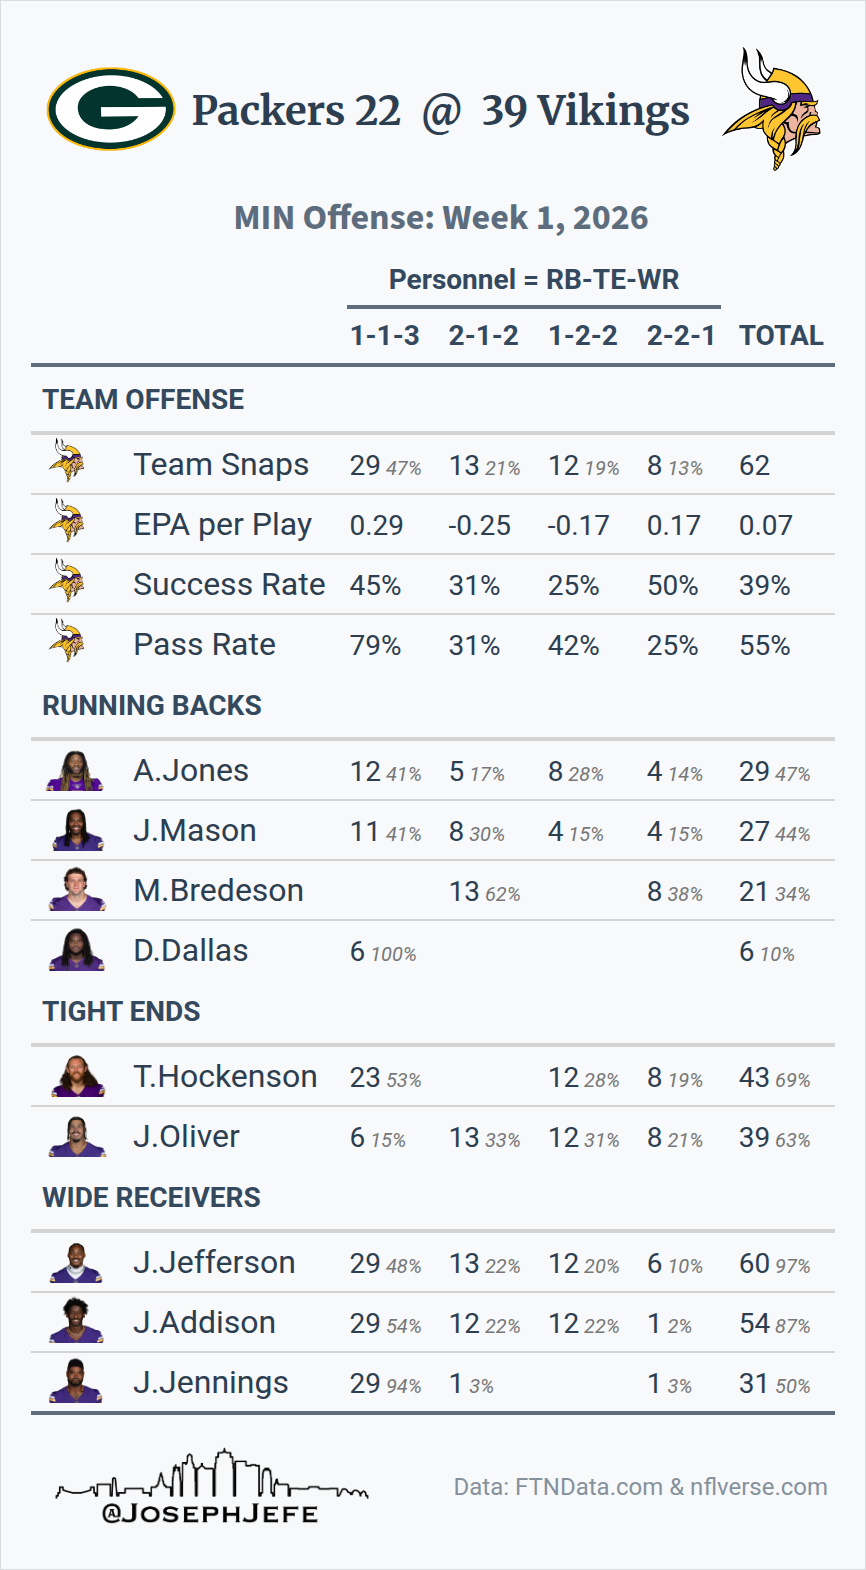 Packers 22 @ 39 Vikings
MIN Offense: Week 1, 2026
Personnel = RB-TE-WR
1-1-3 2-1-2 1-2-2 2-2-1 TOTAL
TEAM OFFENSE
Team Snaps 29 47% 13 21% 12 19% 8 13% 62
EPA per Play 0.29 -0.25 -0.17 0.17 0.07
Success Rate 45% 31% 25% 50% 39%
Pass Rate 79% 31% 42% 25% 55%
RUNNING BACKS
A.Jones 12 41% 5 17% 8 28% 4 14% 29 47%
J.Mason 11 41% 8 30% 4 15% 4 15% 27 44%
M.Bredeson 13 62% 8 38% 21 34%
D.Dallas 6 100% 6 10%
TIGHT ENDS
T.Hockenson 23 53% 12 28% 8 19% 43 69%
J.Oliver 6 15% 13 33% 12 31% 8 21% 39 63%
WIDE RECEIVERS
J.Jefferson 29 48% 13 22% 12 20% 6 10% 60 97%
J.Addison 29 54% 12 22% 12 22% 1 2% 54 87%
J.Jennings 29 94% 1 3% 1 3% 31 50%
@JOSEPHJEFE
Data: FTNData.com & nflverse.com